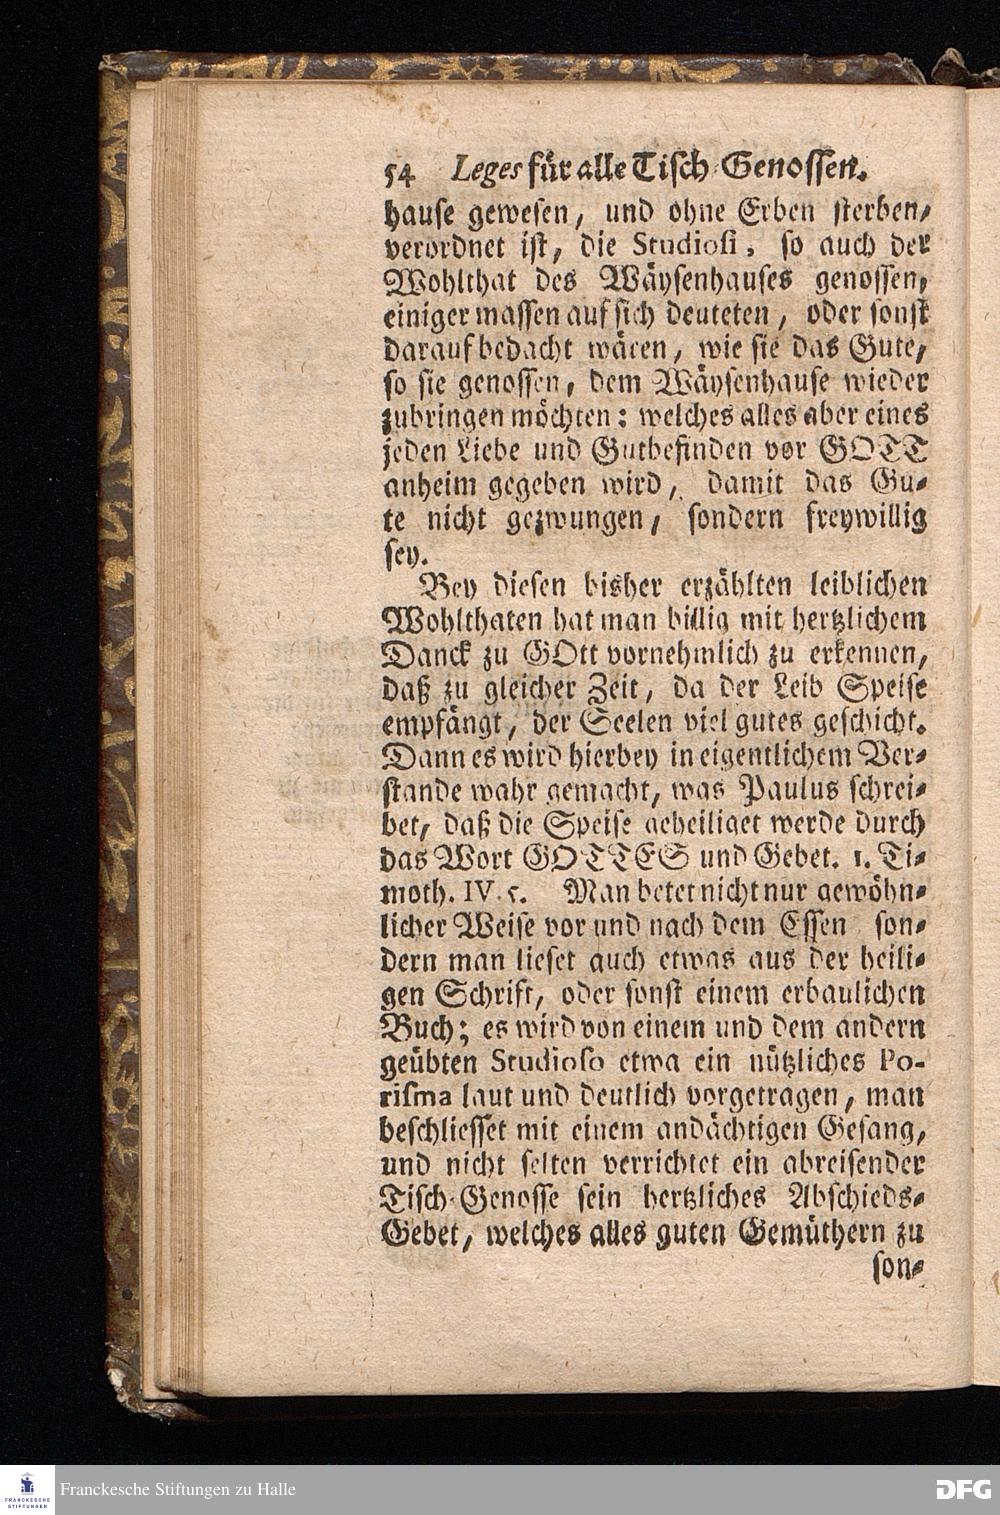 54 Leges für alle Tisch-Genossen.
hause gewesen, und ohne Erben sterben,
verordnet ist, die Studiosi, so auch der
Wohlthat des Wäysenhauses genossen,
einiger massen auf sich deuteten, oder sonst
darauf bedacht wären, wie sie das Gute,
so sie genossen, dem Wäysenhause wieder
zubringen möchten: welches alles aber eines
jeden Liebe und Gutbefinden vor GOTT
anheim gegeben wird, damit das Gu-
te nicht gezwungen, sondern freywillig
sey.
Bey diesen bisher erzählten leiblichen
Wohlthaten hat man billig mit hertzlichem
Danck zu GOtt vornehmlich zu erkennen,
daß zu gleicher Zeit, da der Leib Speise
empfängt, der Seelen viel gutes geschicht.
Dann es wird hierbey in eigentlichem Ver-
stande wahr gemacht, was Paulus schrei-
bet, daß die Speise geheiliget werde durch
das Wort GOTTES und Gebet. 1. Ti-
moth. IV. 5. Man betet nicht nur gewöhn-
licher Weise vor und nach dem Essen son-
dern man lieset auch etwas aus der heili-
gen Schrift, oder sonst einem erbaulichen
Buch; es wird von einem und dem andern
geübten Studioso etwa ein nützliches Po-
risma laut und deutlich vorgetragen, man
beschliesset mit einem andächtigen Gesang,
und nicht selten verrichtet ein abreisender
Tisch-Genosse sein hertzliches Abschieds-
Gebet, welches alles guten Gemüthern zu
son-
FRANCKESCHE
STIFTUNGEN
Franckesche Stiftungen zu Halle
DFG